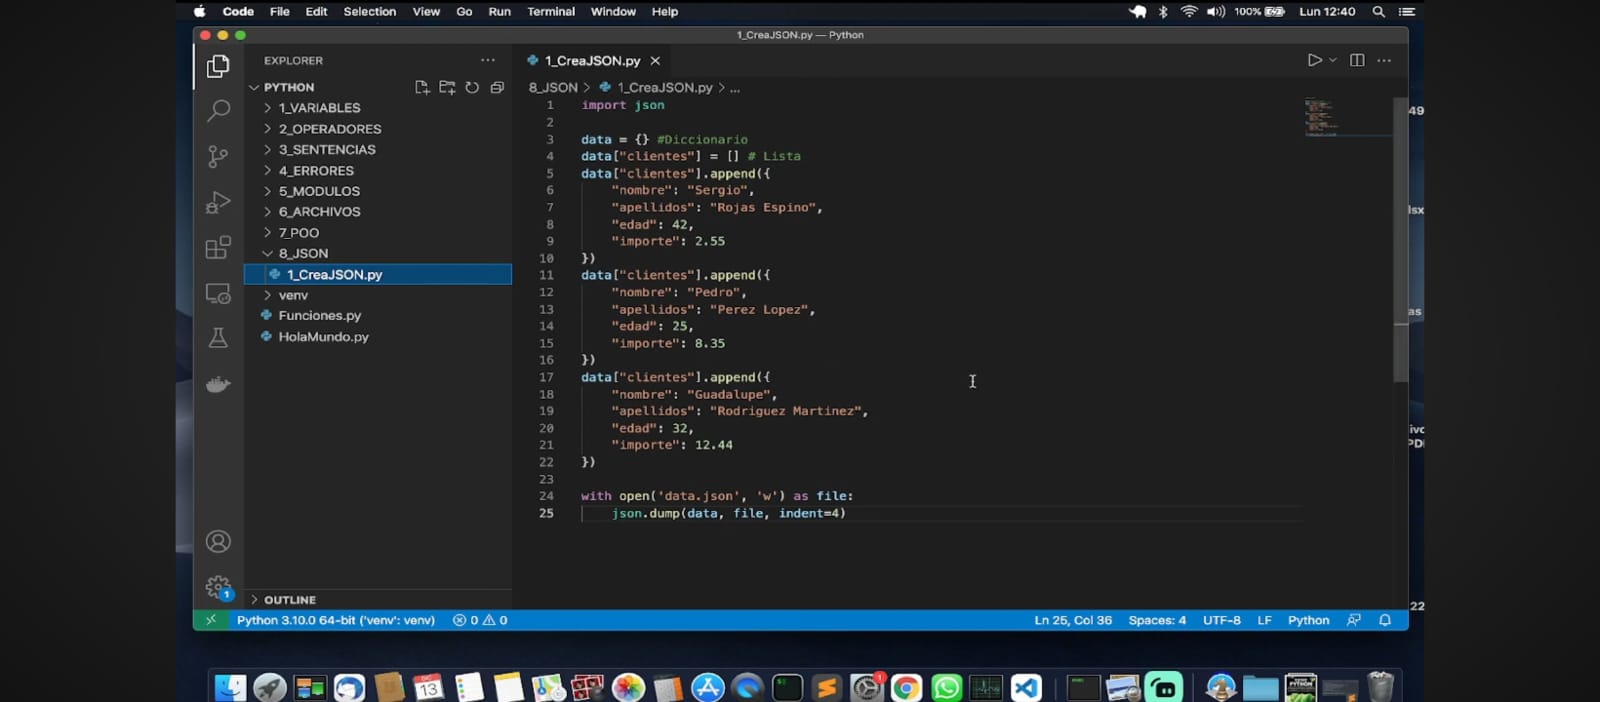 Code File Edit Selection View Go Run Terminal Window Help 100% Lun 12:40
1_CreaJSON.py — Python
EXPLORER
PYTHON
1_VARIABLES
2_OPERADORES
3_SENTENCIAS
4_ERRORES
5_MODULOS
6_ARCHIVOS
7_POO
8_JSON
1_CreaJSON.py
venv
Funciones.py
HolaMundo.py
OUTLINE
1_CreaJSON.py
8_JSON > 1_CreaJSON.py > ...
1 import json
2
3 data = {} #Diccionario
4 data["clientes"] = [] # Lista
5 data["clientes"].append({
6 "nombre": "Sergio",
7 "apellidos": "Rojas Espino",
8 "edad": 42,
9 "importe": 2.55
10 })
11 data["clientes"].append({
12 "nombre": "Pedro",
13 "apellidos": "Perez Lopez",
14 "edad": 25,
15 "importe": 8.35
16 })
17 data["clientes"].append({
18 "nombre": "Guadalupe",
19 "apellidos": "Rodriguez Martinez",
20 "edad": 32,
21 "importe": 12.44
22 })
23
24 with open('data.json', 'w') as file:
25 json.dump(data, file, indent=4)
49
lsx
as
ivo
PDF
22
Python 3.10.0 64-bit ('venv': venv) 0 0 Ln 25, Col 36 Spaces: 4 UTF-8 LF Python
1
13
1